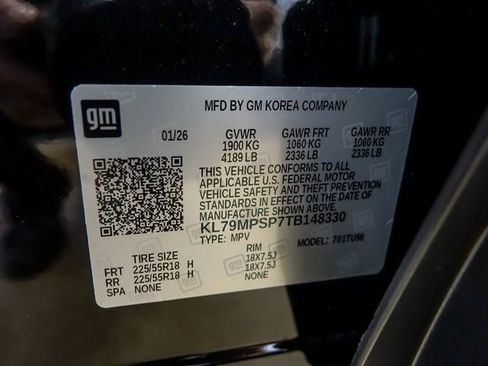 gm
MFD BY GM KOREA COMPANY
01/26 GVWR GAWR FRT GAWR RR
1900 KG 1060 KG 1060 KG
4189 LB 2336 LB 2336 LB
THIS VEHICLE CONFORMS TO ALL
APPLICABLE U.S. FEDERAL MOTOR
VEHICLE SAFETY, BUMPER, AND THEFT
PREVENTION STANDARDS
IN EFFECT ON THE DATE OF
MANUFACTURE SHOWN ABOVE.
KL79MPSP7TB148330
TYPE: MPV MODEL: 701TU56
TIRE SIZE RIM
FRT 225/55R18 H 18X7.5J
RR 225/55R18 H 18X7.5J
SPA NONE NONE